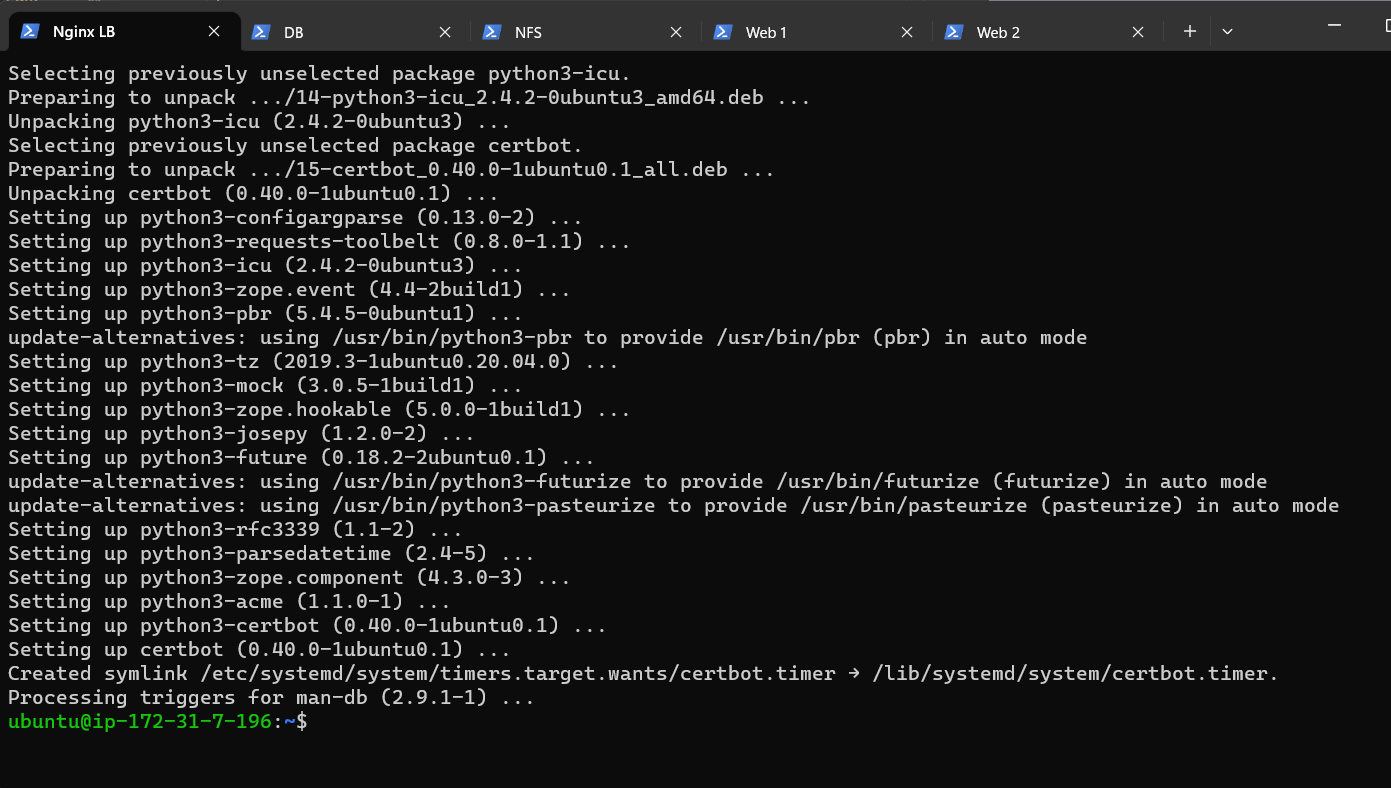 Nginx LB
DB
NFS
Web 1
Web 2
Selecting previously unselected package python3-icu.
Preparing to unpack .../14-python3-icu_2.4.2-0ubuntu3_amd64.deb ...
Unpacking python3-icu (2.4.2-0ubuntu3) ...
Selecting previously unselected package certbot.
Preparing to unpack .../15-certbot_0.40.0-1ubuntu0.1_all.deb ...
Unpacking certbot (0.40.0-1ubuntu0.1) ...
Setting up python3-configargparse (0.13.0-2) ...
Setting up python3-requests-toolbelt (0.8.0-1.1) ...
Setting up python3-icu (2.4.2-0ubuntu3) ...
Setting up python3-zope.event (4.4-2build1) ...
Setting up python3-pbr (5.4.5-0ubuntu1) ...
update-alternatives: using /usr/bin/python3-pbr to provide /usr/bin/pbr (pbr) in auto mode
Setting up python3-tz (2019.3-1ubuntu0.20.04.0) ...
Setting up python3-mock (3.0.5-1build1) ...
Setting up python3-zope.hookable (5.0.0-1build1) ...
Setting up python3-josepy (1.2.0-2) ...
Setting up python3-future (0.18.2-2ubuntu0.1) ...
update-alternatives: using /usr/bin/python3-futurize to provide /usr/bin/futurize (futurize) in auto mode
update-alternatives: using /usr/bin/python3-pasteurize to provide /usr/bin/pasteurize (pasteurize) in auto mode
Setting up python3-rfc3339 (1.1-2) ...
Setting up python3-parsedatetime (2.4-5) ...
Setting up python3-zope.component (4.3.0-3) ...
Setting up python3-acme (1.1.0-1) ...
Setting up python3-certbot (0.40.0-1ubuntu0.1) ...
Setting up certbot (0.40.0-1ubuntu0.1) ...
Created symlink /etc/systemd/system/timers.target.wants/certbot.timer → /lib/systemd/system/certbot.timer.
Processing triggers for man-db (2.9.1-1) ...
ubuntu@ip-172-31-7-196:~$